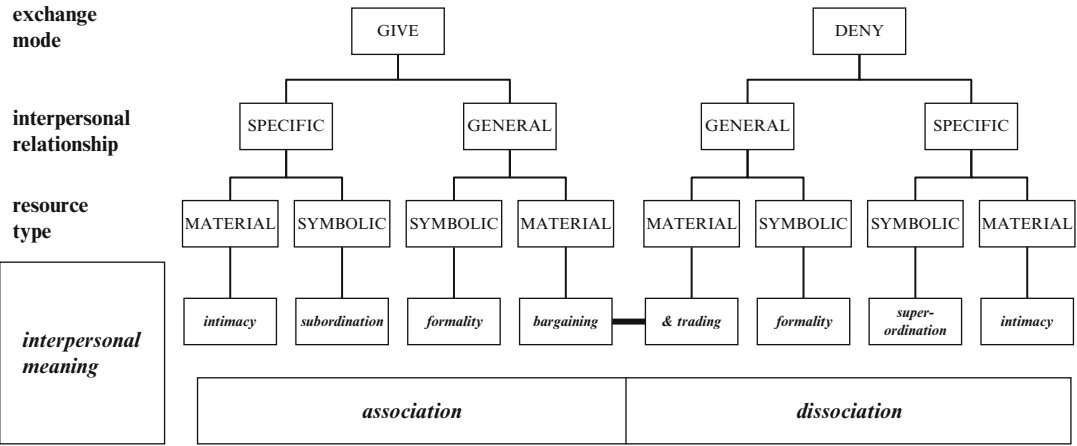 exchange
mode
GIVE
DENY
interpersonal
relationship
SPECIFIC
GENERAL
GENERAL
SPECIFIC
resource
type
MATERIAL
SYMBOLIC
SYMBOLIC
MATERIAL
MATERIAL
SYMBOLIC
SYMBOLIC
MATERIAL
interpersonal
meaning
intimacy
subordination
formality
bargaining
& trading
formality
super-
ordination
intimacy
association
dissociation